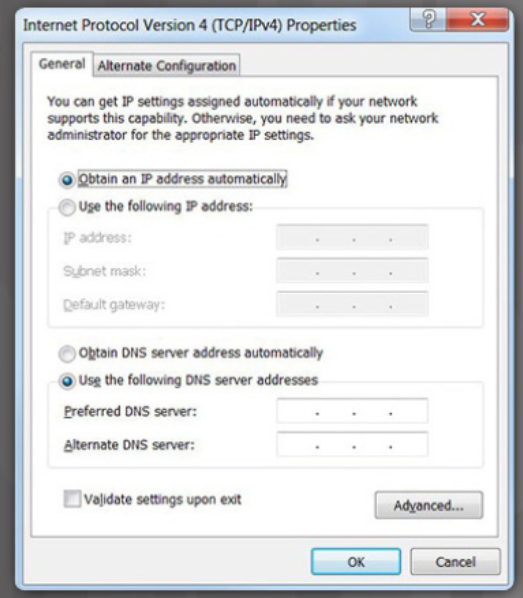 Internet Protocol Version 4 (TCP/IPv4) Properties
General
Alternate Configuration
You can get IP settings assigned automatically if your network
supports this capability. Otherwise, you need to ask your network
administrator for the appropriate IP settings.
Obtain an IP address automatically
Use the following IP address:
IP address:
Subnet mask:
Default gateway:
Obtain DNS server address automatically
Use the following DNS server addresses
Preferred DNS server:
Alternate DNS server:
Validate settings upon exit
Advanced...
OK
Cancel